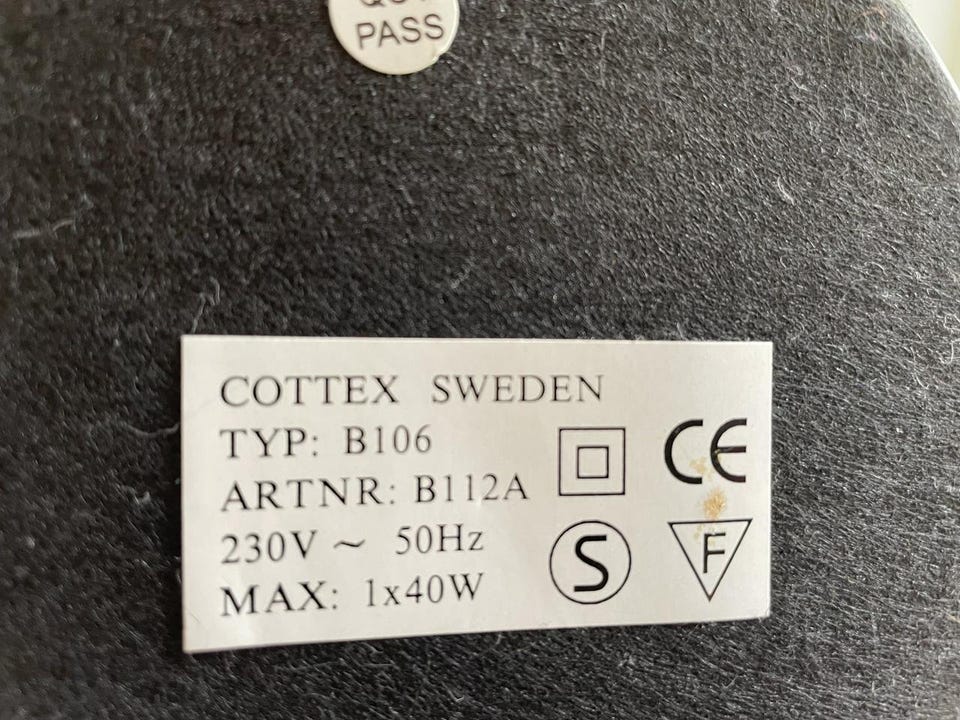 PASS
COTTEX SWEDEN
TYP: B106
ARTNR: B112A
230V ~ 50Hz
MAX: 1x40W
CE
S
F